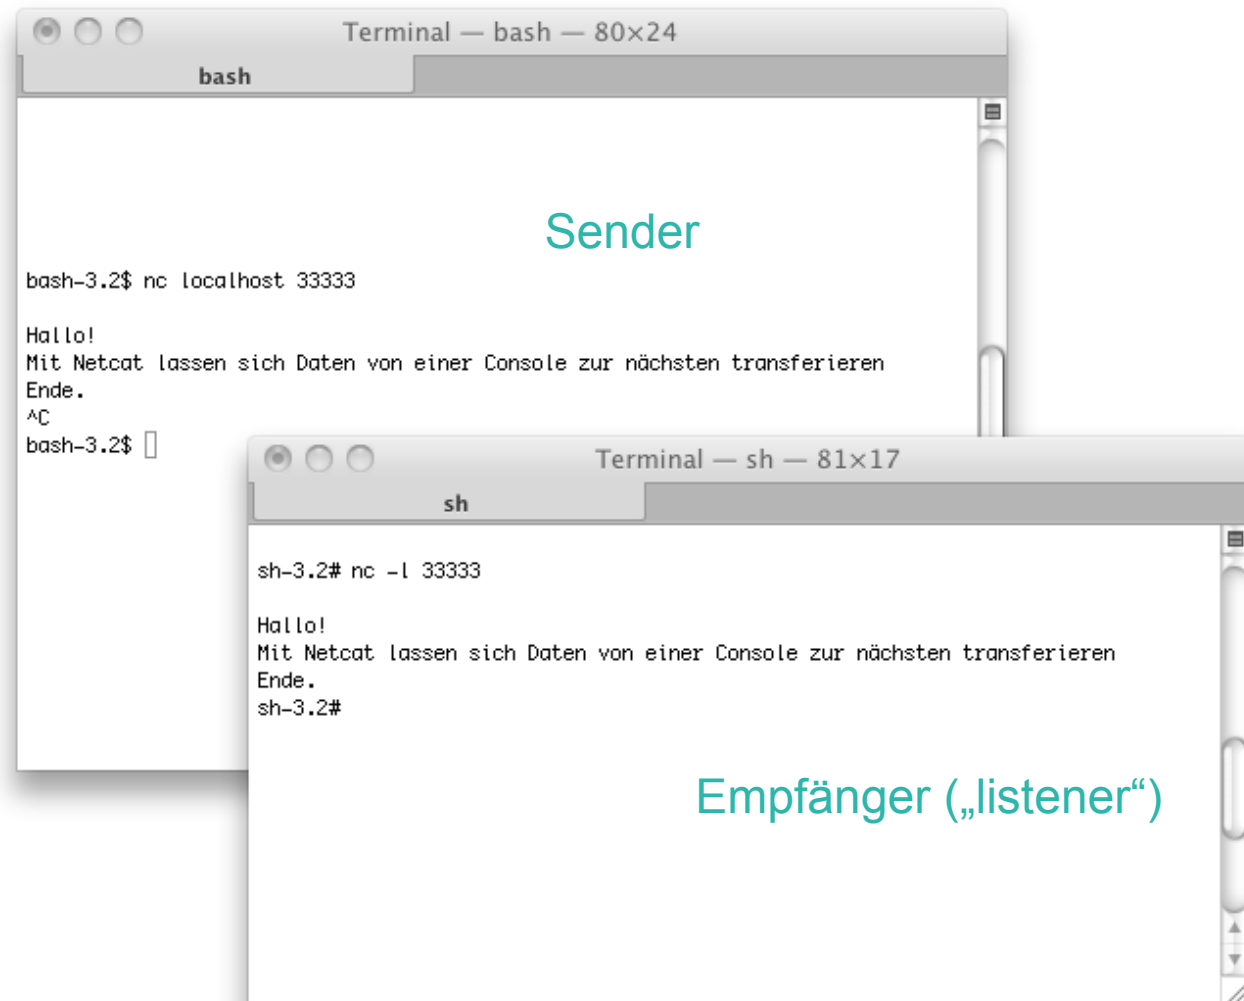 Terminal — bash — 80×24
bash
Sender
bash-3.2$ nc localhost 33333
Hallo!
Mit Netcat lassen sich Daten von einer Console zur nächsten transferieren
Ende.
^C
bash-3.2$
Terminal — sh — 81×17
sh
sh-3.2# nc -l 33333
Hallo!
Mit Netcat lassen sich Daten von einer Console zur nächsten transferieren
Ende.
sh-3.2#
Empfänger („listener“)